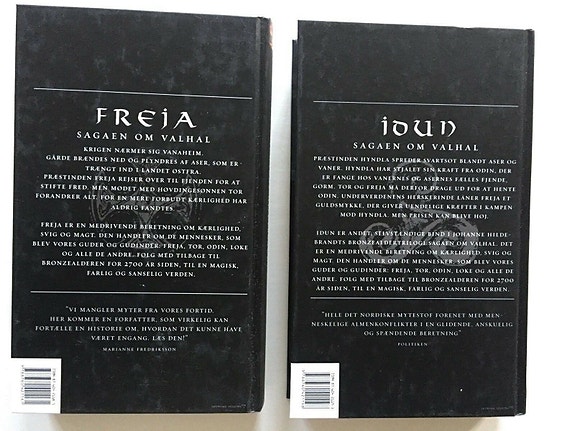 FREJA
SAGAEN OM VALHAL
KRIGEN NÆRMER SIG VANAHEIM.
GÅRDE BRÆNDES NED OG PLYNDRES AF ASER, SOM ER
TRÆNGT IND I LANDET OSTFRA.
PRÆSTINDEN FREJA REJSER OVER TIL FJENDEN FOR AT
STIFTE FRED. MEN MØDET MED HØVDINGESØNNEN TOR
FORANDRER ALT. FOR EN MERE FORBUDT KÆRLIGHED HAR
ALDRIG FANDTES.
FREJA ER EN MEDRIVENDE BERETNING OM KÆRLIGHED,
SVIG OG MAGT. DEN HANDLER OM DE MENNESKER, SOM
BLEV VORES GUDER OG GUDINDER: FREJA, TOR, ODIN, LOKE
OG ALLE DE ANDRE. FØLG MED TILBAGE TIL
BRONZEALDEREN FOR 2700 ÅR SIDEN, TIL EN MAGISK,
FARLIG OG SANSELIG VERDEN.
"VI MANGLER MYTER FRA VORES FORTID.
HER KOMMER EN FORFATTER, SOM VIRKELIG KAN
FORTÆLLE EN HISTORIE OM, HVORDAN DET KUNNE HAVE
VÆRET ENGANG. LÆS DEN!"
MARIANNE FREDRIKSSON
IDUN
SAGAEN OM VALHAL
PRÆSTINDEN HYNDLA SPREDER SVARTSOT BLANDT ASER OG
VANER. HYNDLA HAR STJÅLET SIN KRAFT FRA ODIN, DER
ER FANGE HOS VANERNES OG ASERNES FÆLLES FJENDE,
GORM. TOR OG FREJA MÅ DERFOR DRAGE UD FOR AT HENTE
ODIN. UNDERVERDENENS HERSKERINDE LÅNER FREJA ET
GULDSMYKKE, DER GIVER UENDELIGE KRÆFTER I KAMPEN
MOD HYNDLA. MEN PRISEN KAN BLIVE HØJ.
IDUN ER ANDET, SELVSTÆNDIGT BIND I JOHANNE HILDE-
BRANDTS BRONZEALDERTRILOGI, SAGAEN OM VALHAL. DET ER
EN MEDRIVENDE BERETNING OM KÆRLIGHED, SVIG OG
MAGT. DEN HANDLER OM DE MENNESKER, SOM BLEV VORES
GUDER OG GUDINDER: FREJA, TOR, ODIN, LOKE OG ALLE DE
ANDRE. FØLG MED TILBAGE TIL BRONZEALDEREN FOR 2700
ÅR SIDEN, TIL EN MAGISK, FARLIG OG SANSELIG VERDEN.
"HELE DET NORDISKE MYTESTOF FORENET MED MEN-
NESKELIGE ALMENKONFLIKTER I EN GLIDENDE, ANSKUELIG
OG SPÆNDENDE BERETNING"
POLITIKEN